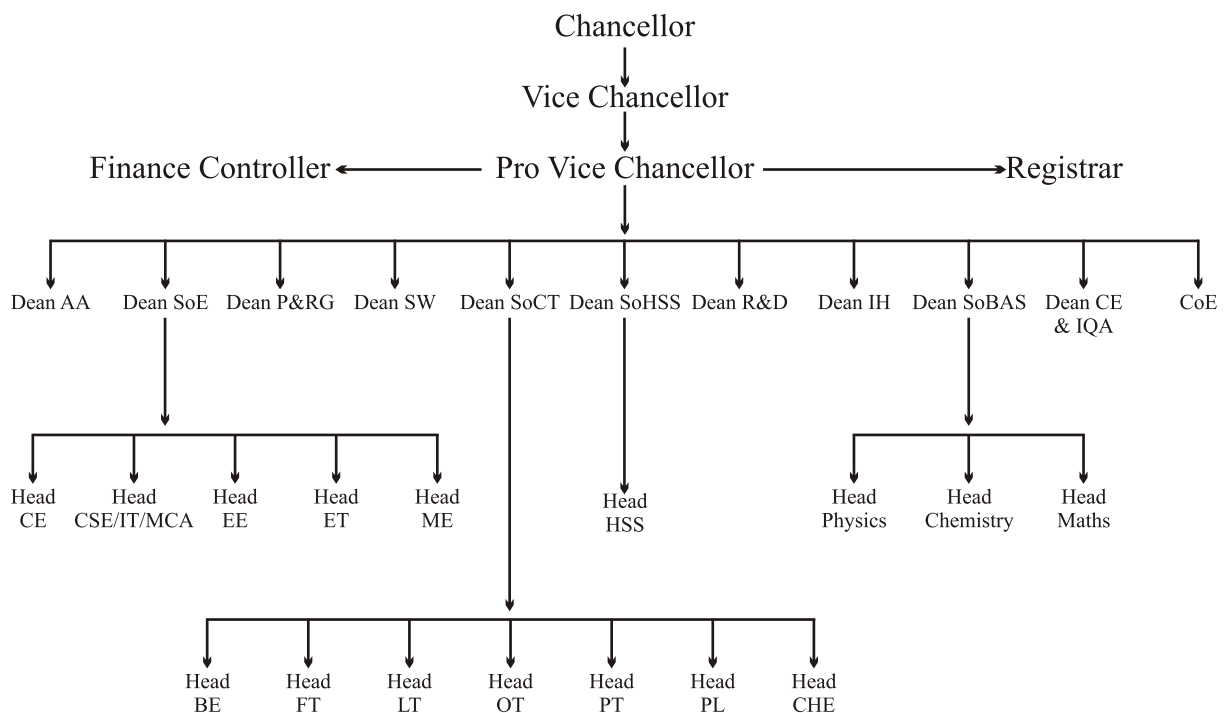 Chancellor
Vice Chancellor
Finance Controller
Pro Vice Chancellor
Registrar
Dean AA
Dean SoE
Dean P&RG
Dean SW
Dean SoCT
Dean SoHSS
Dean R&D
Dean IH
Dean SoBAS
Dean CE
& IQA
CoE
Head
CE
Head
CSE/IT/MCA
Head
EE
Head
ET
Head
ME
Head
HSS
Head
Physics
Head
Chemistry
Head
Maths
Head
BE
Head
FT
Head
LT
Head
OT
Head
PT
Head
PL
Head
CHE